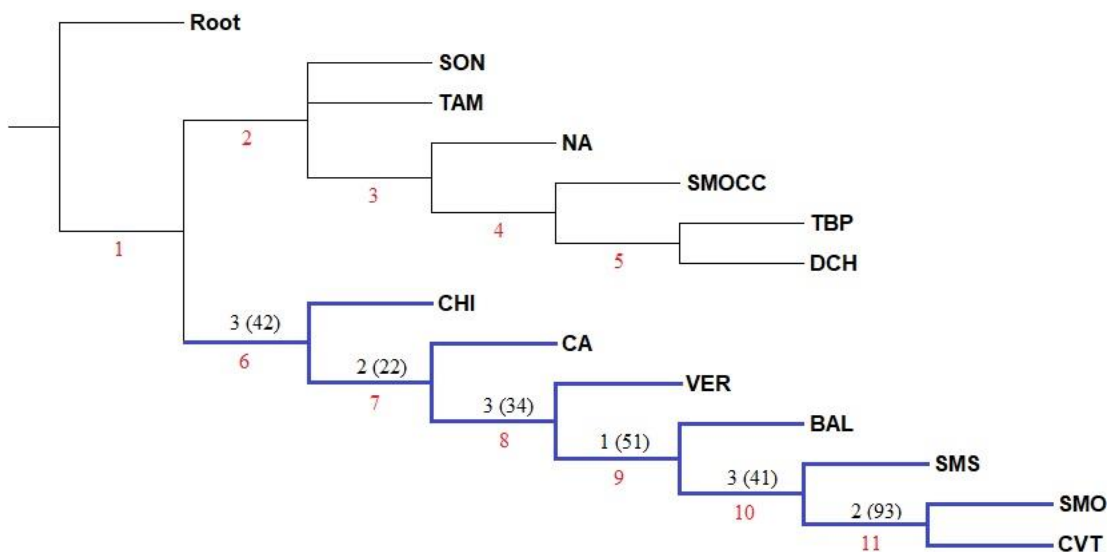 Root
SON
TAM
2
NA
3
SMOCC
4
TBP
1
5
DCH
CHI
3 (42)
6
CA
2 (22)
7
VER
3 (34)
8
BAL
1 (51)
9
SMS
3 (41)
10
SMO
2 (93)
11
CVT